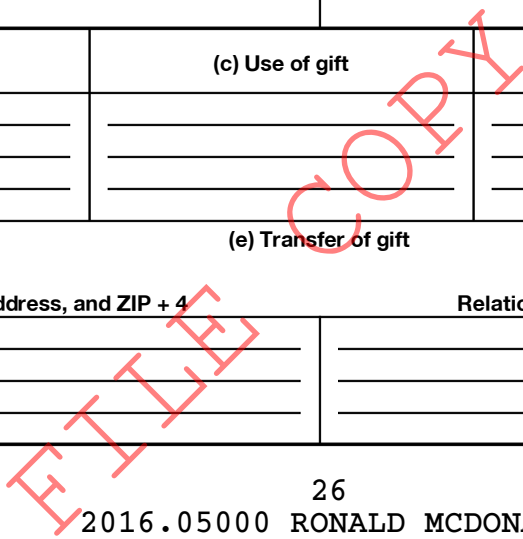 (c) Use of gift
(e) Transfer of gift
ddress, and ZIP + 4 Relatio
FILE COPY
26
2016.05000 RONALD MCDONA